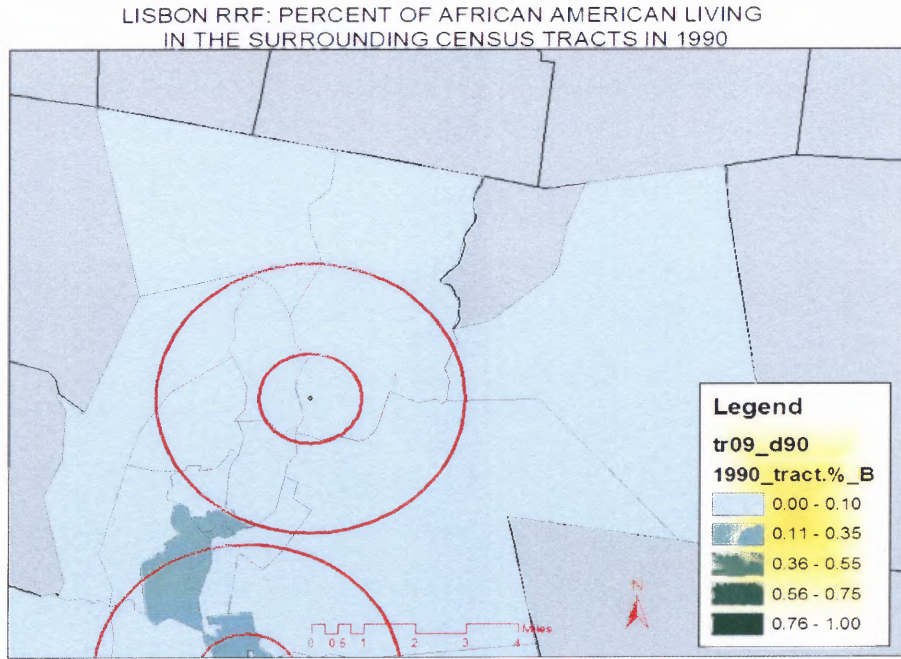 LISBON RRF: PERCENT OF AFRICAN AMERICAN LIVING
IN THE SURROUNDING CENSUS TRACTS IN 1990
Legend
tr09_d90
1990_tract.%_B
0.00 - 0.10
0.11 - 0.35
0.36 - 0.55
0.56 - 0.75
0.76 - 1.00
N
Miles
0 0.5 1 2 3 4